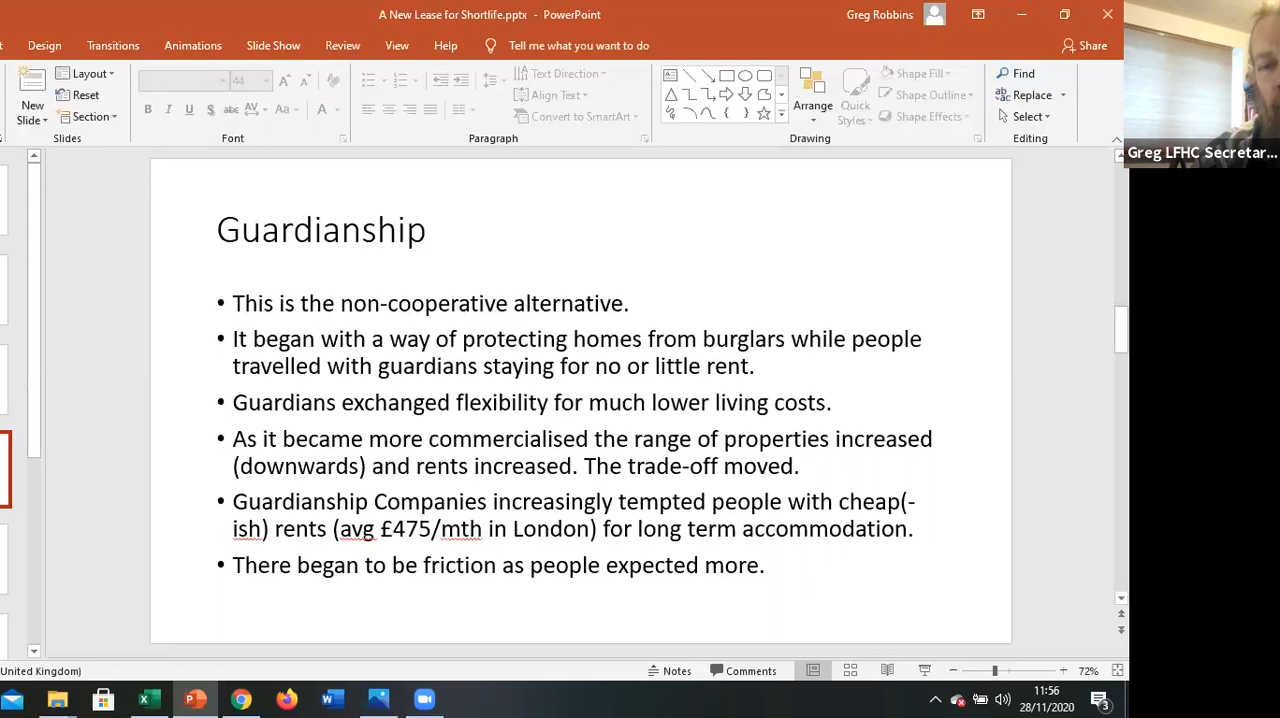 A New Lease for Shortlife.pptx - PowerPoint
Greg Robbins
Design Transitions Animations Slide Show Review View Help Tell me what you want to do
Share
New Slide
Layout
Reset
Section
Slides
44
B I U S abc AV Aa A
Font
Text Direction
Align Text
Convert to SmartArt
Paragraph
Arrange
Quick Styles
Shape Fill
Shape Outline
Shape Effects
Drawing
Find
Replace
Select
Editing
Greg LFHC Secretar...
Guardianship
• This is the non-cooperative alternative.
• It began with a way of protecting homes from burglars while people
travelled with guardians staying for no or little rent.
• Guardians exchanged flexibility for much lower living costs.
• As it became more commercialised the range of properties increased
(downwards) and rents increased. The trade-off moved.
• Guardianship Companies increasingly tempted people with cheap(-
ish) rents (avg £475/mth in London) for long term accommodation.
• There began to be friction as people expected more.
United Kingdom)
Notes
Comments
72%
11:56
28/11/2020
3